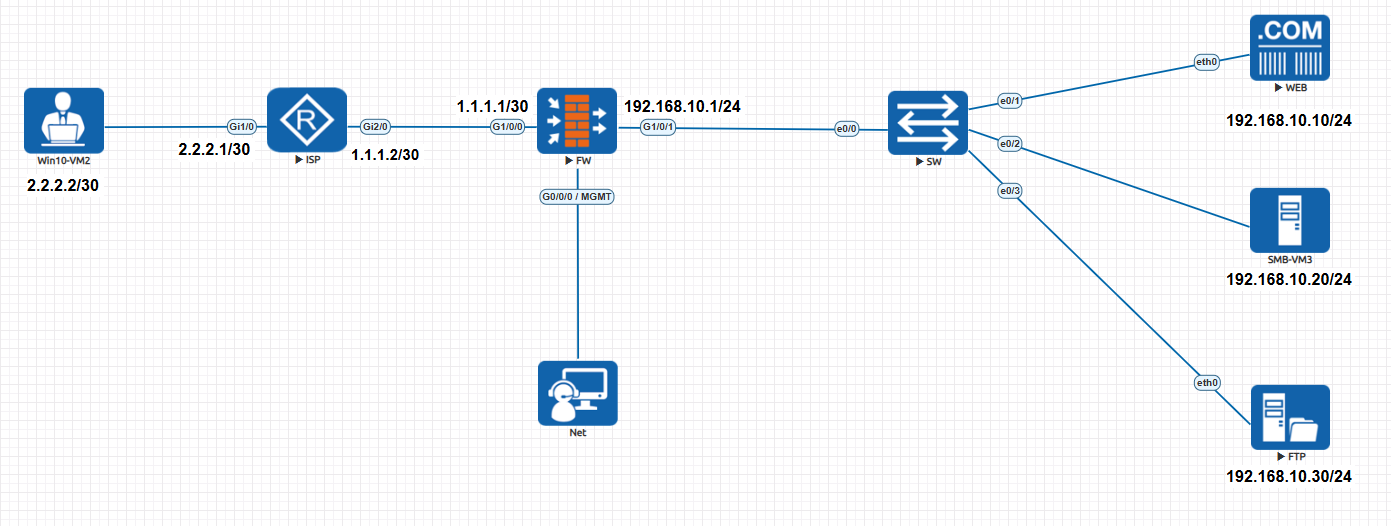 .COM
eth0
WEB
192.168.10.10/24
1.1.1.1/30
192.168.10.1/24
Gi1/0
R
Gi2/0
G1/0/0
G1/0/1
e0/0
e0/1
e0/2
e0/3
2.2.2.1/30
ISP
1.1.1.2/30
FW
SW
Win10-VM2
2.2.2.2/30
G0/0/0 / MGMT
SMB-VM3
192.168.10.20/24
Net
eth0
FTP
192.168.10.30/24